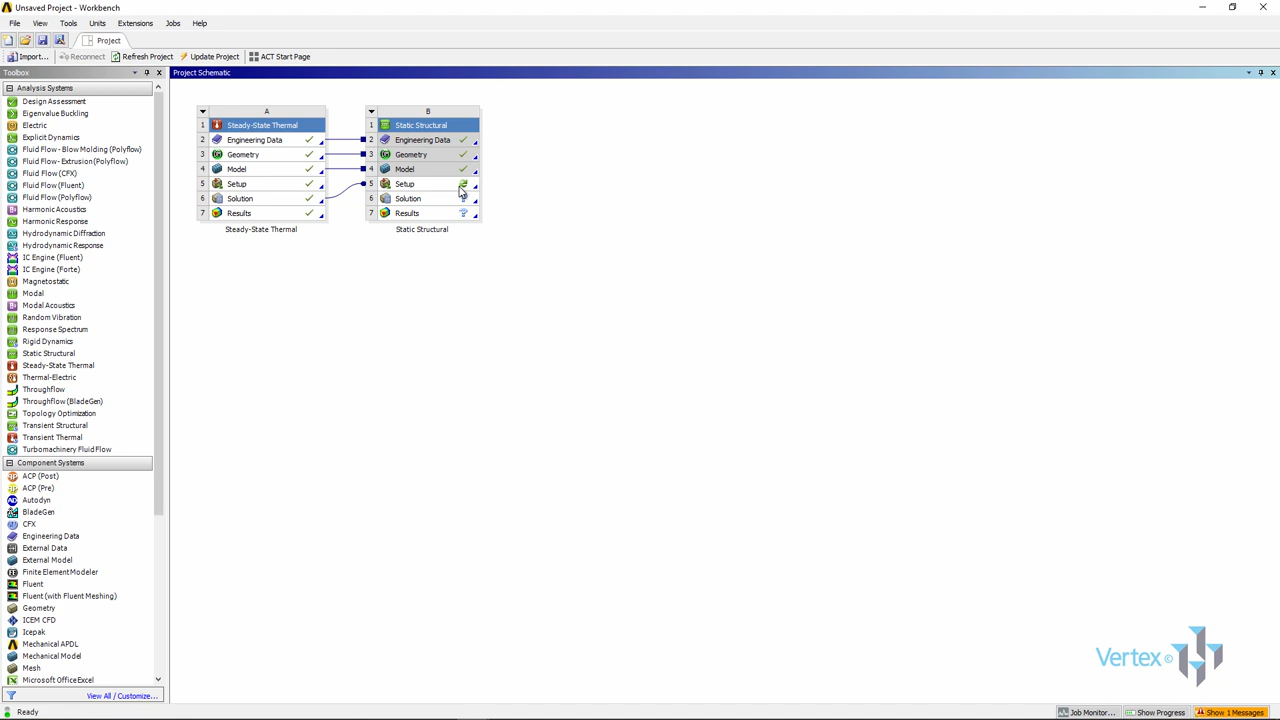 Unsaved Project - Workbench
File View Tools Units Extensions Jobs Help
Project
Import... Reconnect Refresh Project Update Project ACT Start Page
Toolbox
Project Schematic
Analysis Systems
Design Assessment
Eigenvalue Buckling
Electric
Explicit Dynamics
Fluid Flow - Blow Molding (Polyflow)
Fluid Flow - Extrusion (Polyflow)
Fluid Flow (CFX)
Fluid Flow (Fluent)
Fluid Flow (Polyflow)
Harmonic Acoustics
Harmonic Response
Hydrodynamic Diffraction
Hydrodynamic Response
IC Engine (Fluent)
IC Engine (Forte)
Magnetostatic
Modal
Modal Acoustics
Random Vibration
Response Spectrum
Rigid Dynamics
Static Structural
Steady-State Thermal
Thermal-Electric
Throughflow
Throughflow (BladeGen)
Topology Optimization
Transient Structural
Transient Thermal
Turbomachinery Fluid Flow
Component Systems
ACP (Post)
ACP (Pre)
Autodyn
BladeGen
CFX
Engineering Data
External Data
External Model
Finite Element Modeler
Fluent
Fluent (with Fluent Meshing)
Geometry
ICEM CFD
Icepak
Mechanical APDL
Mechanical Model
Mesh
Microsoft Office Excel
View All / Customize...
A
1 Steady-State Thermal
2 Engineering Data
3 Geometry
4 Model
5 Setup
6 Solution
7 Results
Steady-State Thermal
B
1 Static Structural
2 Engineering Data
3 Geometry
4 Model
5 Setup
6 Solution
7 Results
Static Structural
Vertex©
Ready
Job Monitor... Show Progress Show 1 Messages